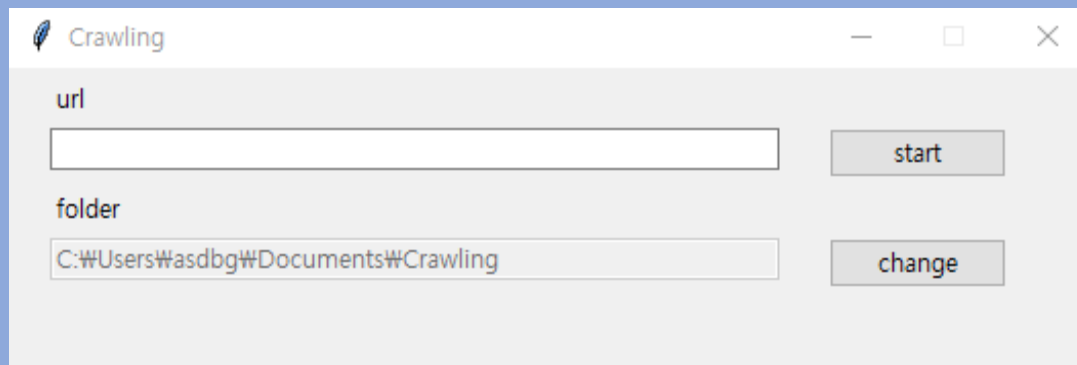 Crawling
url
start
folder
C:₩Users₩asdbg₩Documents₩Crawling
change